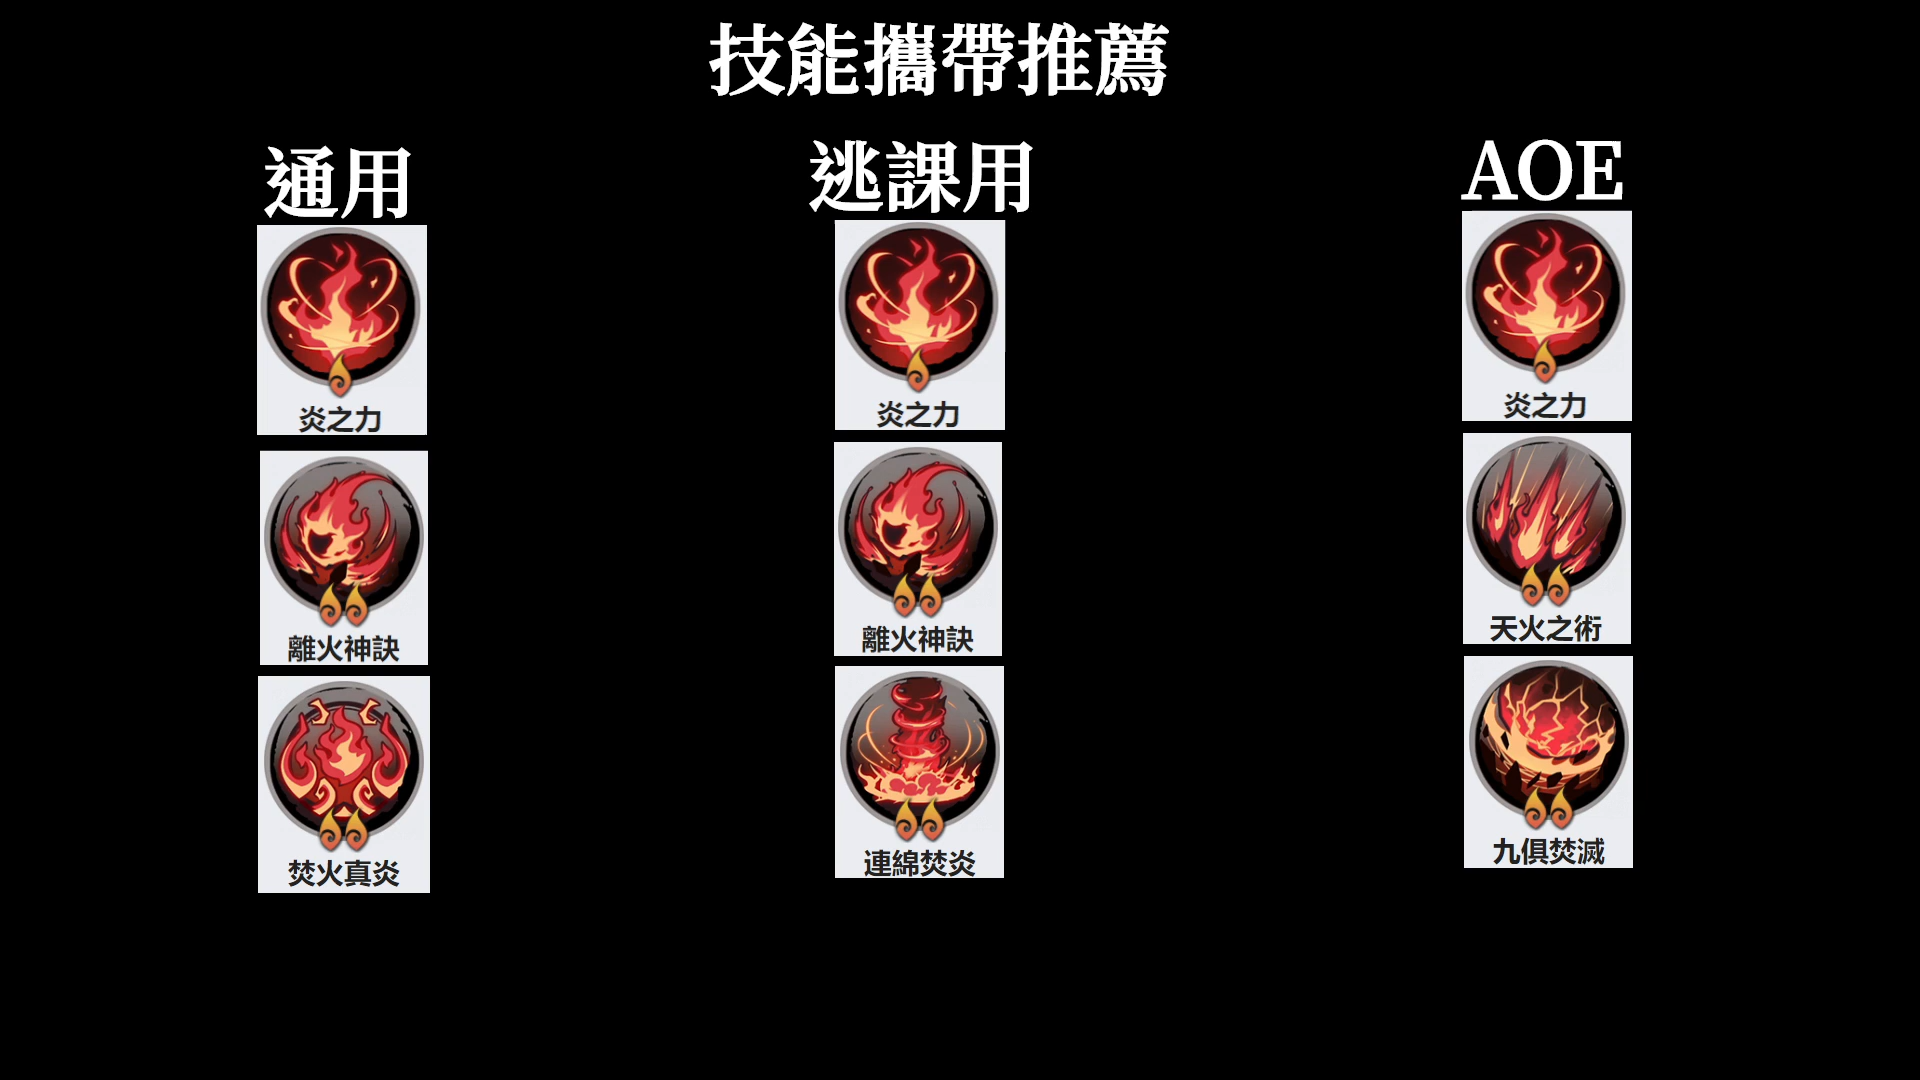 技能攜帶推薦
通用
炎之力
離火神訣
焚火真炎
逃課用
炎之力
離火神訣
連綿焚炎
AOE
炎之力
天火之術
九俱焚滅